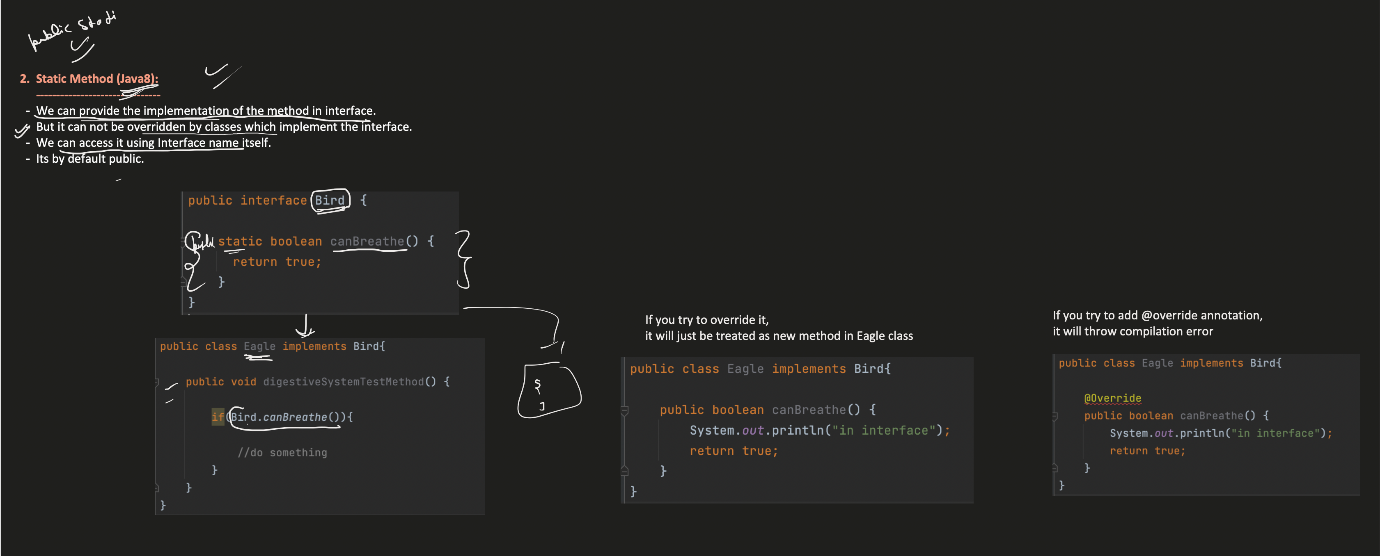 public Stati
2. Static Method (Java8):
- We can provide the implementation of the method in interface.
- But it can not be overridden by classes which implement the interface.
- We can access it using Interface name itself.
- Its by default public.
public interface Bird {
static boolean canBreathe() {
return true;
}
}
public class Eagle implements Bird{
public void digestiveSystemTestMethod() {
if(Bird.canBreathe()){
//do something
}
}
}
If you try to override it,
it will just be treated as new method in Eagle class
public class Eagle implements Bird{
public boolean canBreathe() {
System.out.println("in interface");
return true;
}
}
If you try to add @override annotation,
it will throw compilation error
public class Eagle implements Bird{
@Override
public boolean canBreathe() {
System.out.println("in interface");
return true;
}
}